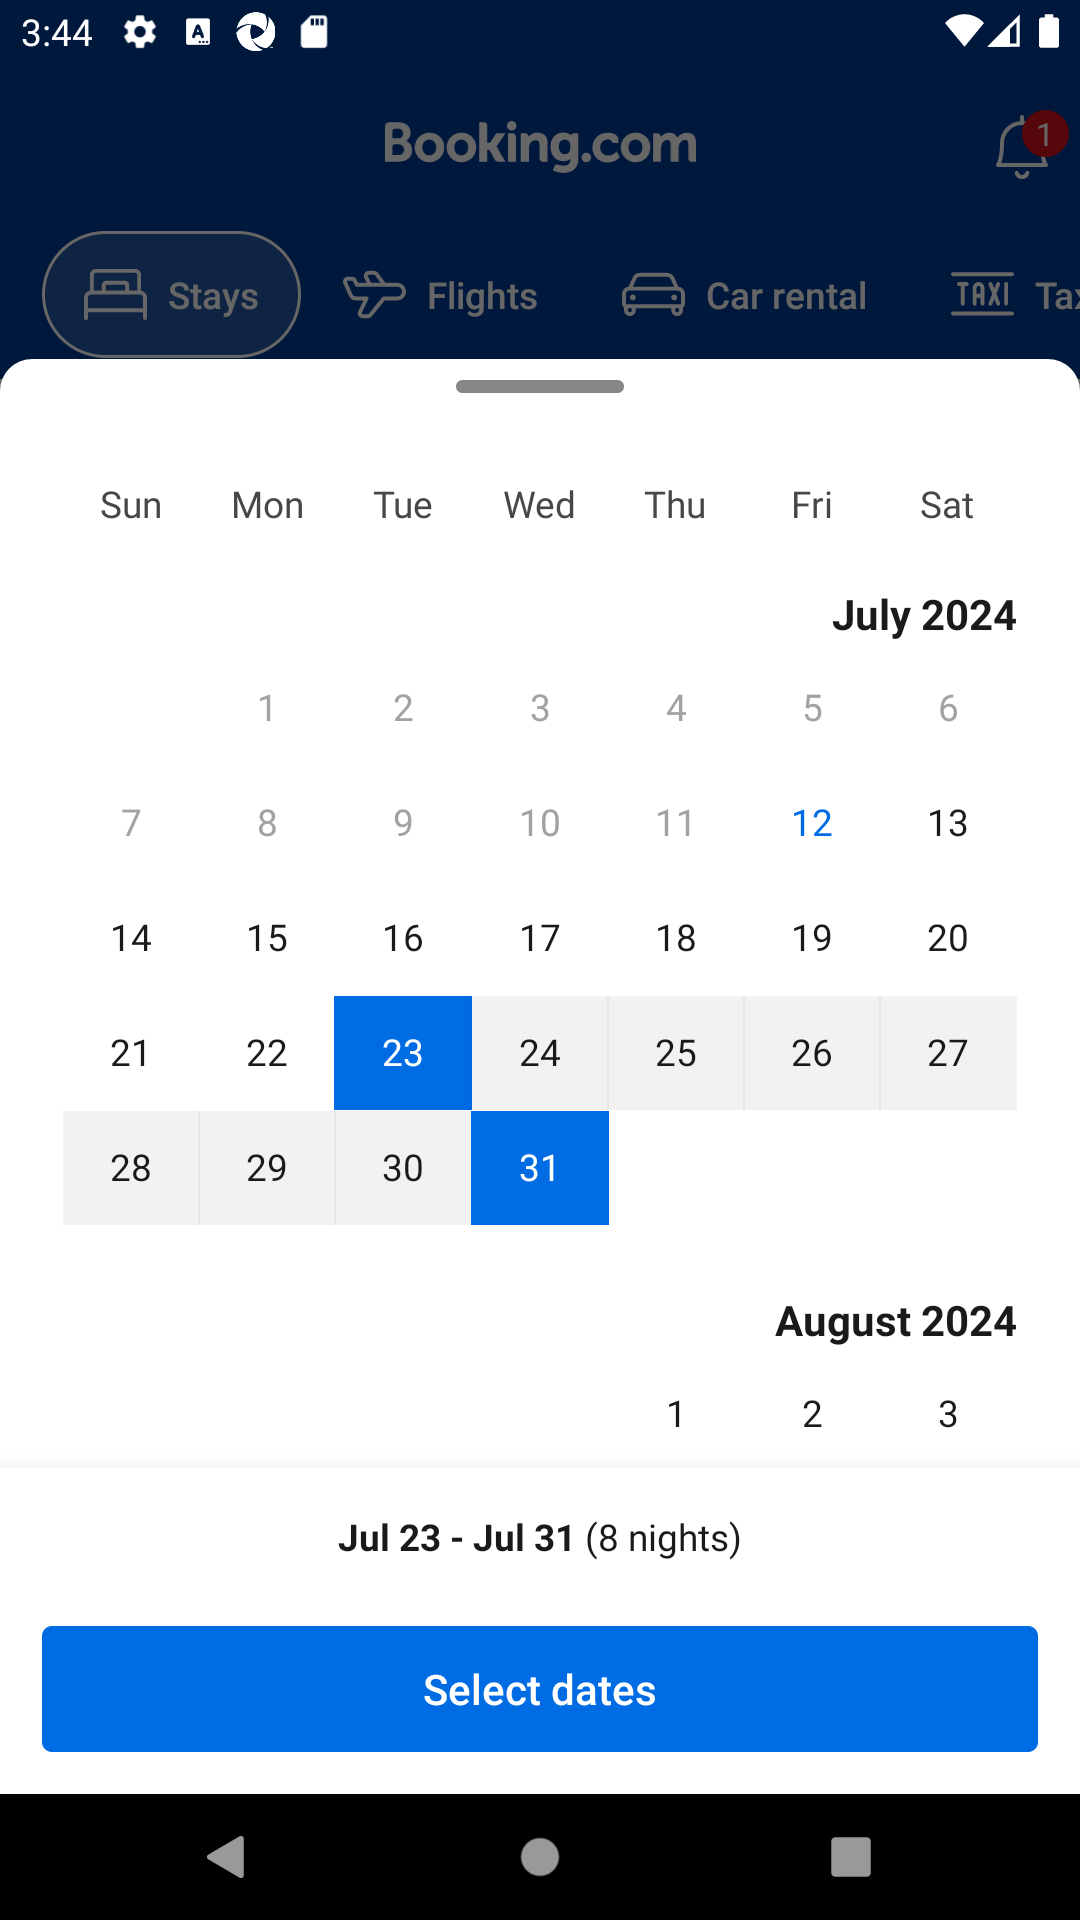 3:44
Booking.com
1
Stays
Flights
Car rental
TAXI
Tax
Sun Mon Tue Wed Thu Fri Sat
July 2024
1 2 3 4 5 6
7 8 9 10 11 12 13
14 15 16 17 18 19 20
21 22 23 24 25 26 27
28 29 30 31
August 2024
1 2 3
Jul 23 - Jul 31 (8 nights)
Select dates